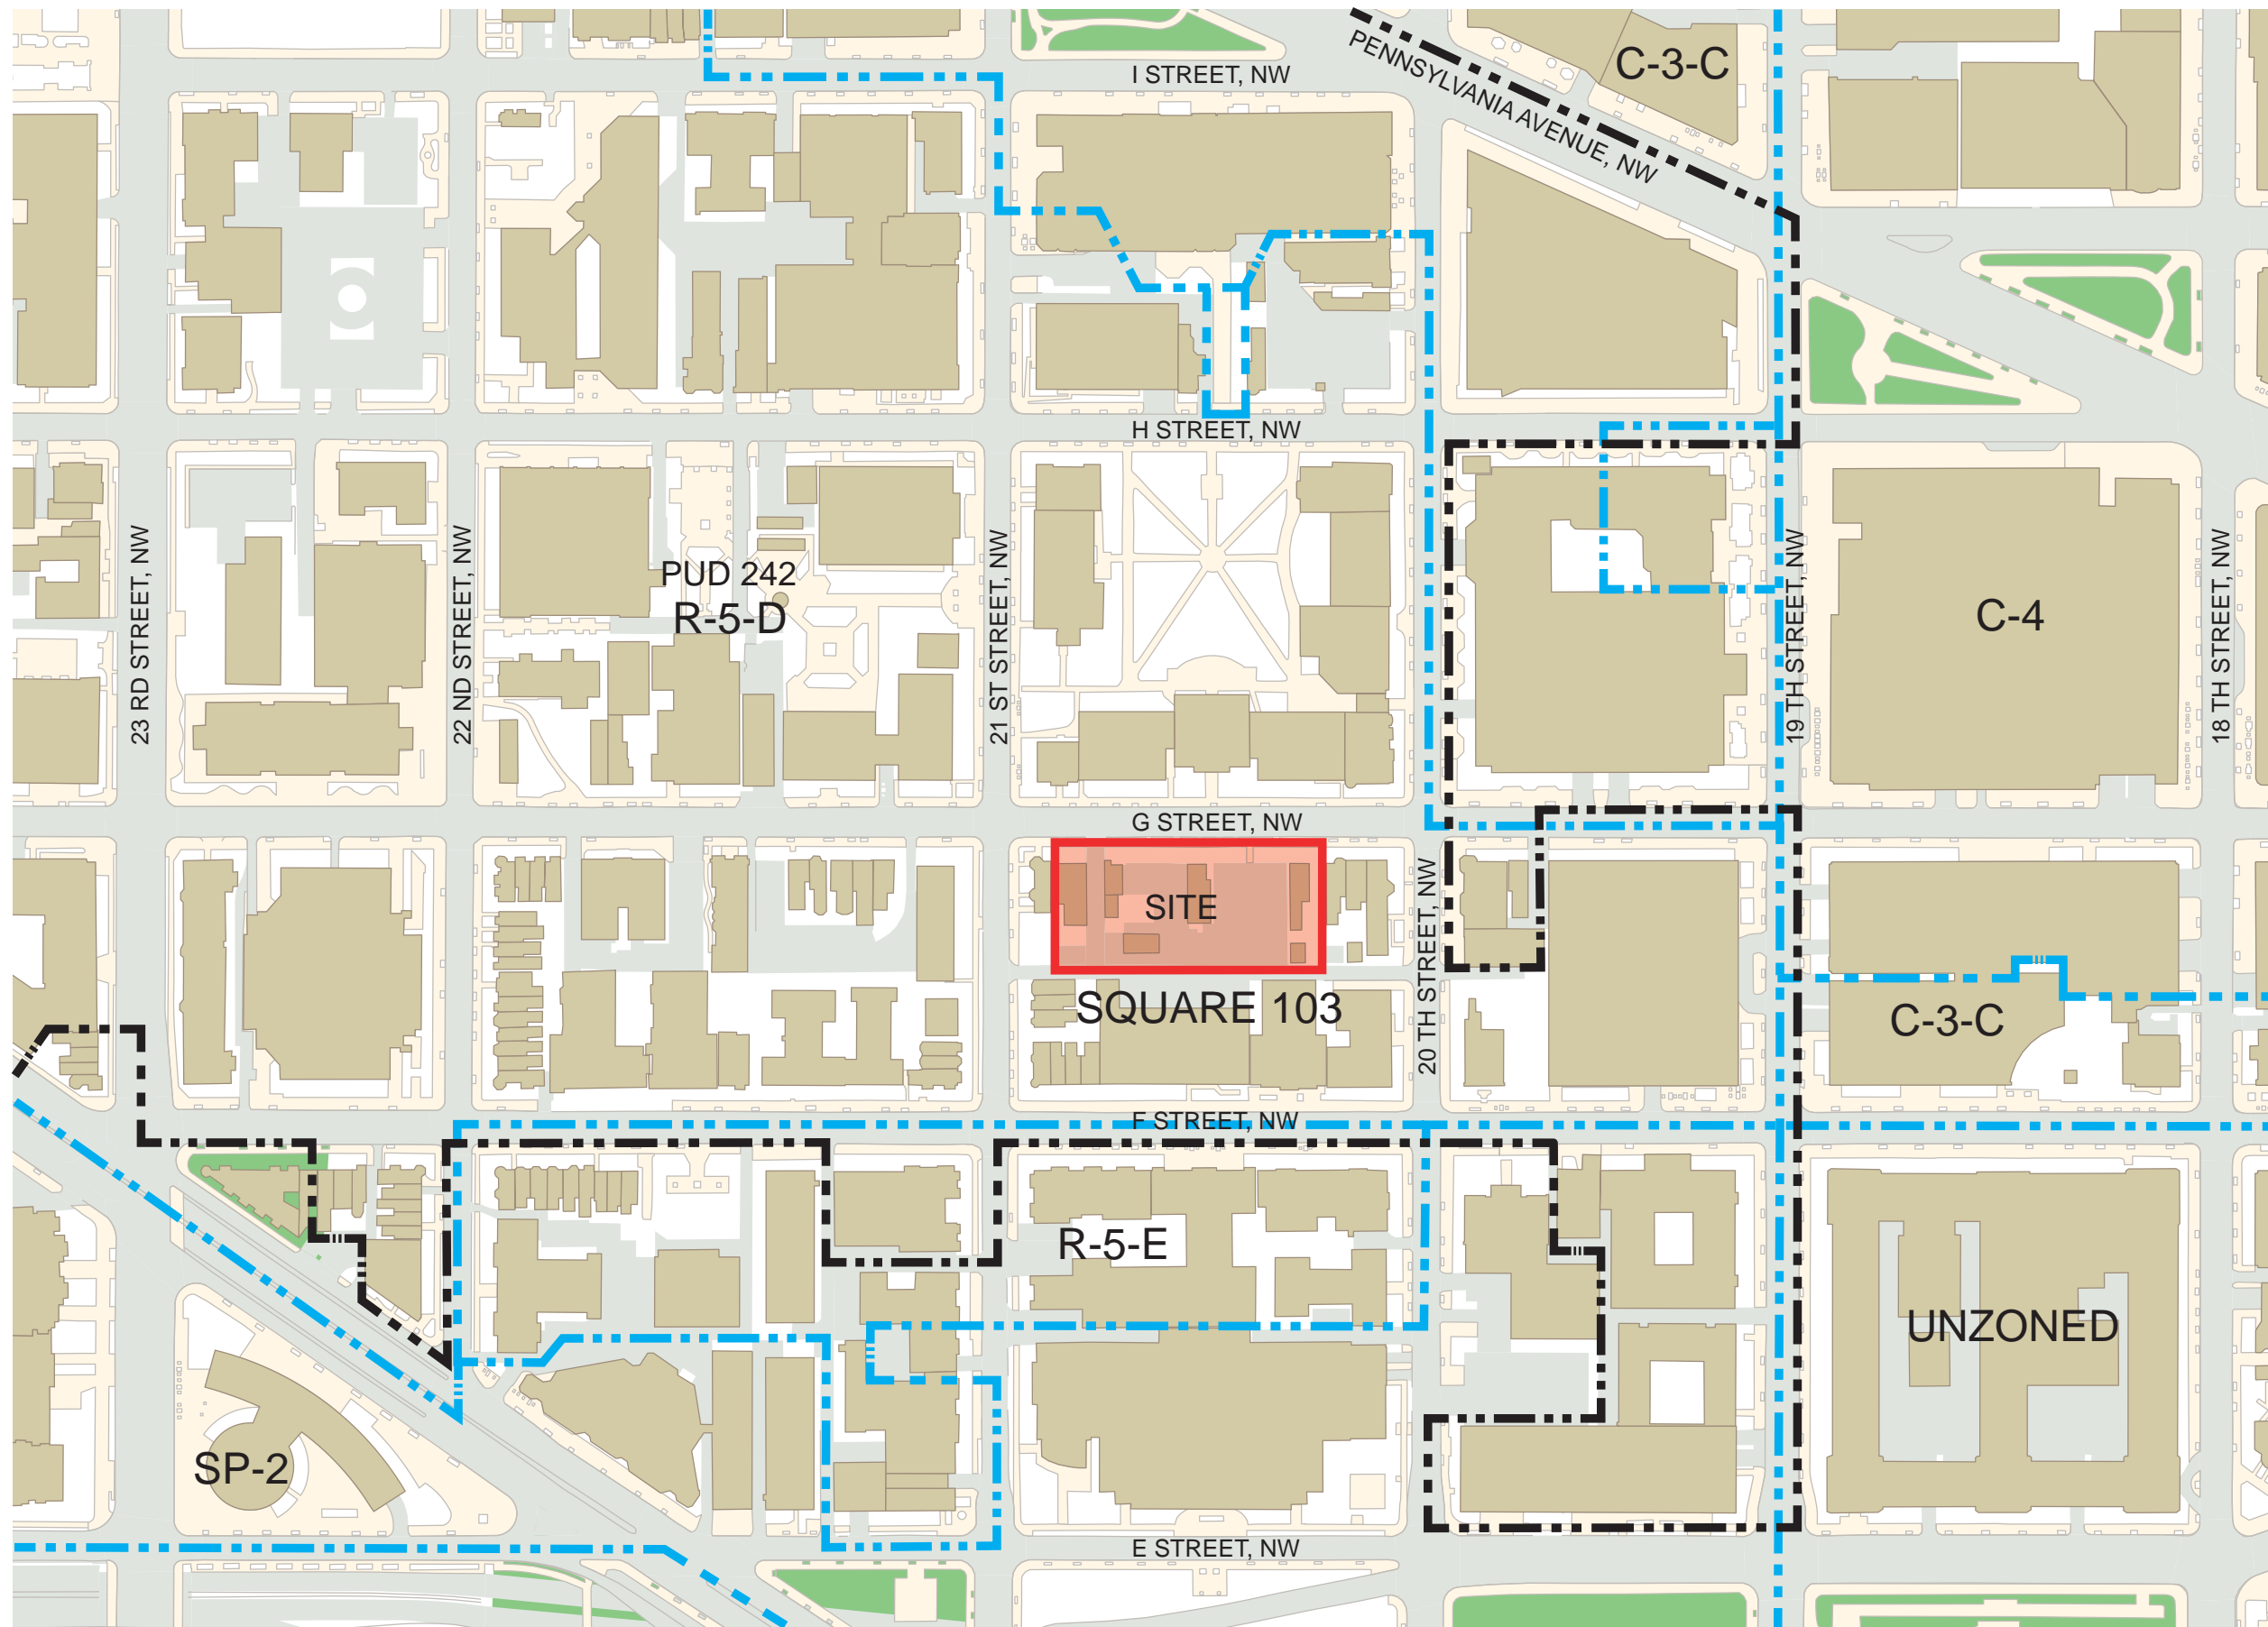 C-3-C
I STREET, NW
PENNSYLVANIA AVENUE, NW
H STREET, NW
PUD 242
R-5-D
C-4
23 RD STREET, NW
22 ND STREET, NW
21 ST STREET, NW
19 TH STREET, NW
18 TH STREET, NW
G STREET, NW
SITE
20 TH STREET, NW
SQUARE 103
C-3-C
F STREET, NW
R-5-E
UNZONED
SP-2
E STREET, NW